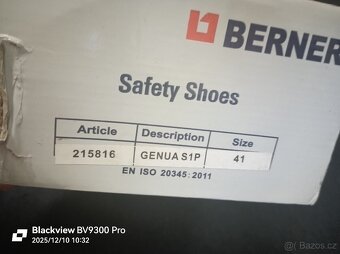 BERNER
Safety Shoes
Article Description Size
215816 GENUA S1P 41
EN ISO 20345:2011
Blackview BV9300 Pro
2025/12/10 10:32
Bazoš.cz